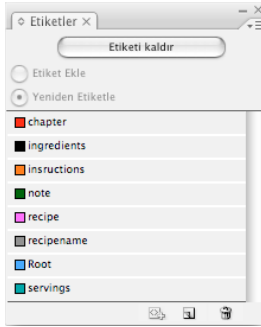 Etiketler
Etiketi kaldır
Etiket Ekle
Yeniden Etiketle
chapter
ingredients
insructions
note
recipe
recipename
Root
servings